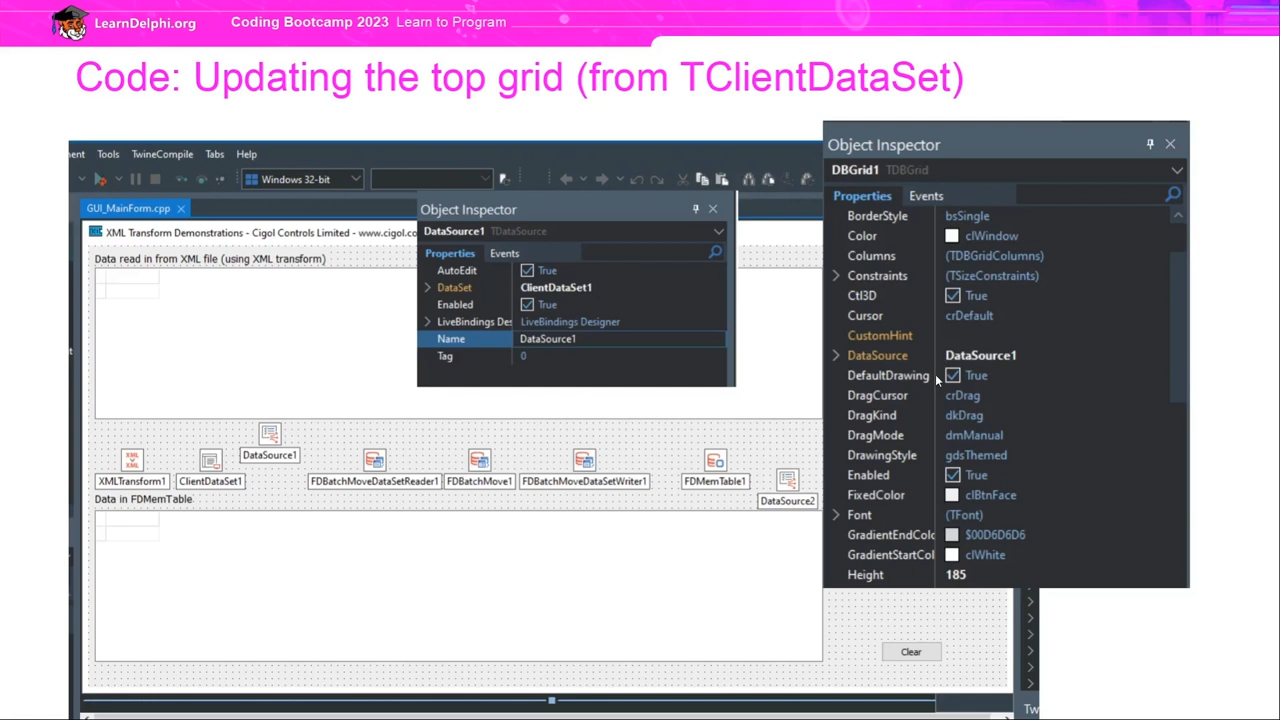 LearnDelphi.org
Coding Bootcamp 2023 Learn to Program
Code: Updating the top grid (from TClientDataSet)
ment Tools TwineCompile Tabs Help
Windows 32-bit
GUI_MainForm.cpp
XML Transform Demonstrations - Cigol Controls Limited - www.cigol.co
Data read in from XML file (using XML transform)
Object Inspector
DataSource1 TDataSource
Properties Events
AutoEdit True
DataSet ClientDataSet1
Enabled True
LiveBindings Des LiveBindings Designer
Name DataSource1
Tag 0
DataSource1
XML
XML
XMLTransform1
ClientDataSet1
FDBatchMoveDataSetReader1
FDBatchMove1
FDBatchMoveDataSetWriter1
FDMemTable1
DataSource2
Data in FDMemTable
Clear
Object Inspector
DBGrid1 TDBGrid
Properties Events
BorderStyle bsSingle
Color clWindow
Columns (TDBGridColumns)
Constraints (TSizeConstraints)
Ctl3D True
Cursor crDefault
CustomHint
DataSource DataSource1
DefaultDrawing True
DragCursor crDrag
DragKind dkDrag
DragMode dmManual
DrawingStyle gdsThemed
Enabled True
FixedColor clBtnFace
Font (TFont)
GradientEndColo $00D6D6D6
GradientStartCol clWhite
Height 185
Tw